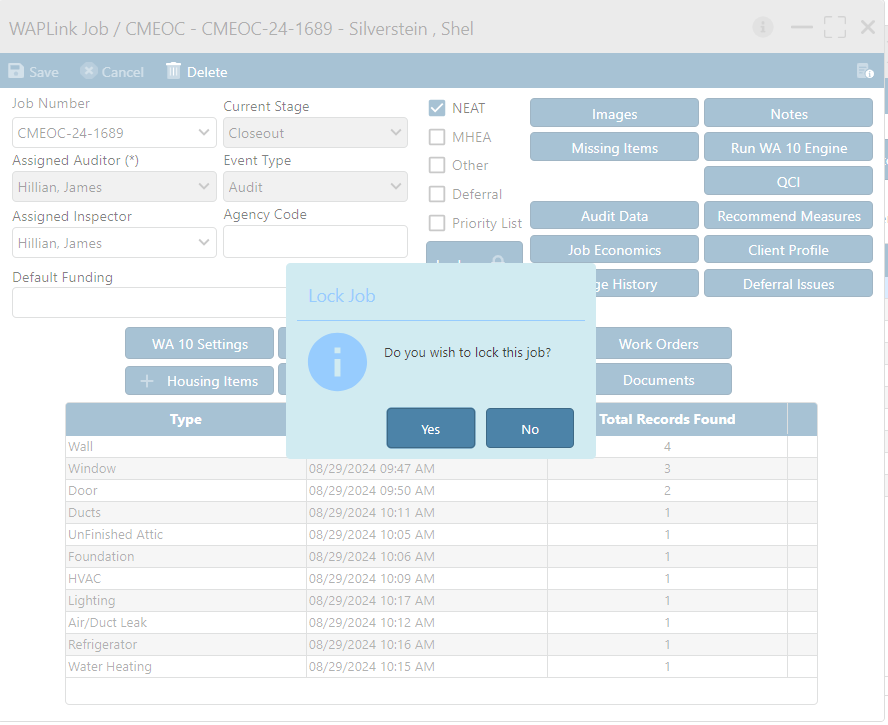 WAPLink Job / CMEOC - CMEOC-24-1689 - Silverstein , Shel
Save Cancel Delete
Job Number
CMEOC-24-1689
Current Stage
Closeout
Assigned Auditor (*)
Hillian, James
Event Type
Audit
Assigned Inspector
Hillian, James
Agency Code
Default Funding
NEAT
MHEA
Other
Deferral
Priority List
Images Notes
Missing Items Run WA 10 Engine
QCI
Audit Data Recommend Measures
Job Economics Client Profile
History Deferral Issues
WA 10 Settings Work Orders
Housing Items Documents
Lock Job
Do you wish to lock this job?
Yes No
Type Total Records Found
Wall 4
Window 08/29/2024 09:47 AM 3
Door 08/29/2024 09:50 AM 2
Ducts 08/29/2024 10:11 AM 1
UnFinished Attic 08/29/2024 10:05 AM 1
Foundation 08/29/2024 10:06 AM 1
HVAC 08/29/2024 10:09 AM 1
Lighting 08/29/2024 10:17 AM 1
Air/Duct Leak 08/29/2024 10:12 AM 1
Refrigerator 08/29/2024 10:16 AM 1
Water Heating 08/29/2024 10:15 AM 1